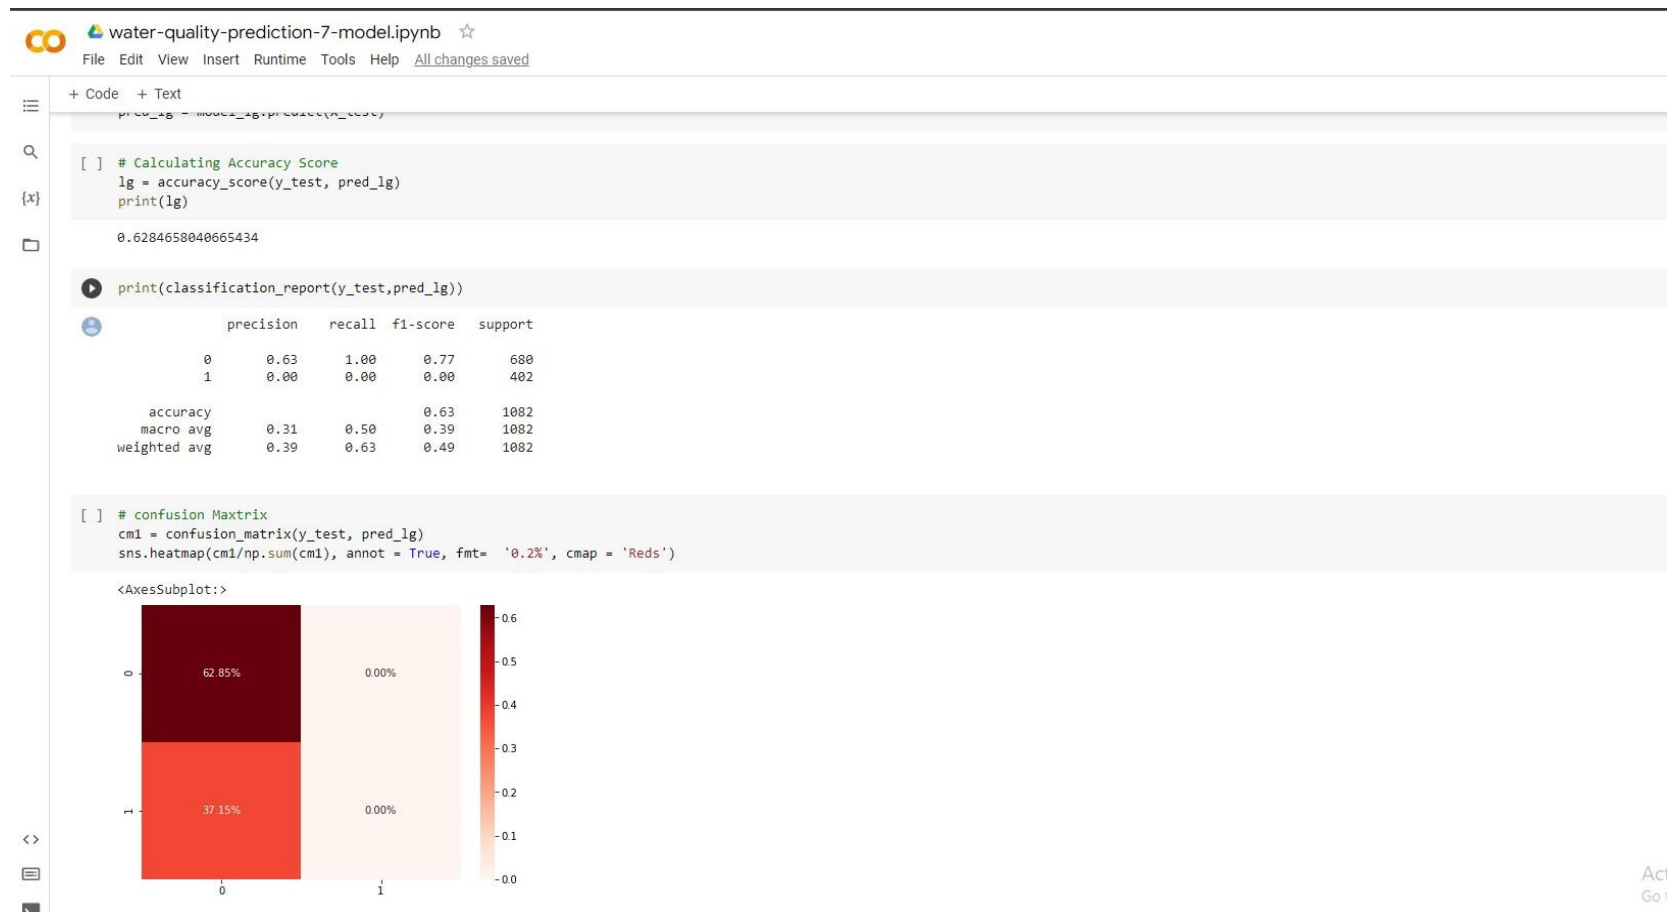 water-quality-prediction-7-model.ipynb
File Edit View Insert Runtime Tools Help All changes saved
+ Code + Text
pred_lg = model_lg.predict(X_test)
[ ] # Calculating Accuracy Score
lg = accuracy_score(y_test, pred_lg)
print(lg)
0.6284658040665434
print(classification_report(y_test,pred_lg))
precision recall f1-score support
0 0.63 1.00 0.77 680
1 0.00 0.00 0.00 402
accuracy 0.63 1082
macro avg 0.31 0.50 0.39 1082
weighted avg 0.39 0.63 0.49 1082
[ ] # confusion Maxtrix
cm1 = confusion_matrix(y_test, pred_lg)
sns.heatmap(cm1/np.sum(cm1), annot = True, fmt= '0.2%', cmap = 'Reds')
<AxesSubplot:>
0.6
0.5
0 62.85% 0.00%
0.4
0.3
0.2
1 37.15% 0.00%
0.1
0.0
0 1
{x}
<>
Act
Go